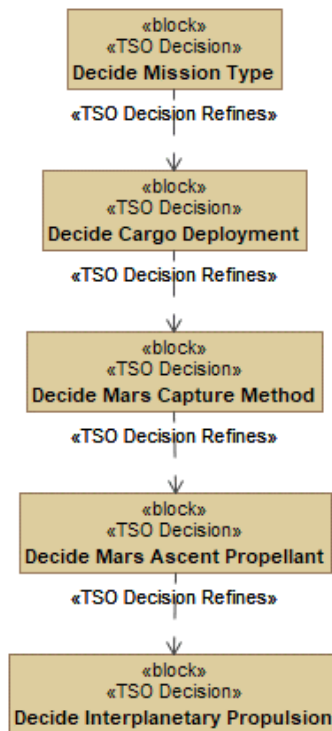 «block»
«TSO Decision»
Decide Mission Type
«TSO Decision Refines»
«block»
«TSO Decision»
Decide Cargo Deployment
«TSO Decision Refines»
«block»
«TSO Decision»
Decide Mars Capture Method
«TSO Decision Refines»
«block»
«TSO Decision»
Decide Mars Ascent Propellant
«TSO Decision Refines»
«block»
«TSO Decision»
Decide Interplanetary Propulsion